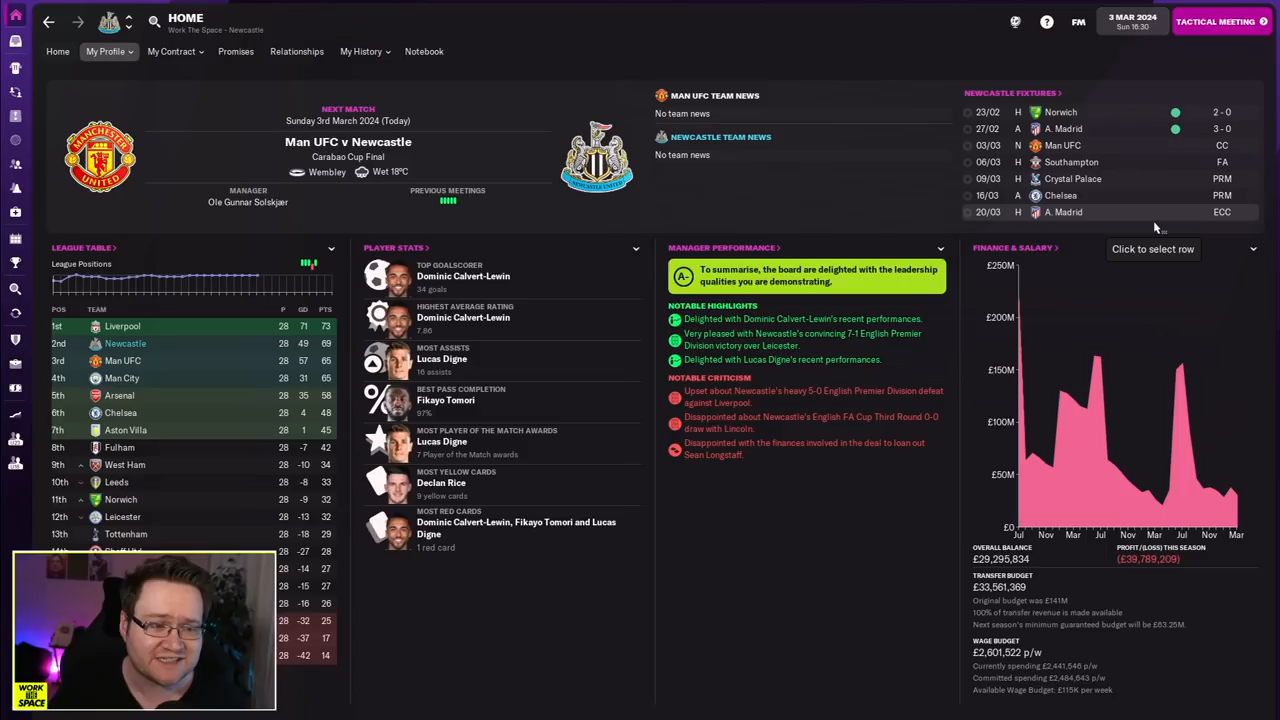 HOME
Work The Space - Newcastle
FM
3 MAR 2024
Sun 16:30
TACTICAL MEETING
Home
My Profile
My Contract
Promises
Relationships
My History
Notebook
NEXT MATCH
Sunday 3rd March 2024 (Today)
Man UFC v Newcastle
Carabao Cup Final
Wembley Wet 18ºC
MANAGER
Ole Gunnar Solskjær
PREVIOUS MEETINGS
MAN UFC TEAM NEWS
No team news
NEWCASTLE TEAM NEWS
No team news
NEWCASTLE FIXTURES >
23/02 H Norwich 2 - 0
27/02 A A. Madrid 3 - 0
03/03 N Man UFC CC
06/03 H Southampton FA
09/03 H Crystal Palace PRM
16/03 A Chelsea PRM
20/03 H A. Madrid ECC
Click to select row
LEAGUE TABLE >
League Positions
POS TEAM P GD PTS
1st Liverpool 28 71 73
2nd Newcastle 28 49 69
3rd Man UFC 28 57 65
4th Man City 28 31 65
5th Arsenal 28 35 58
6th Chelsea 28 4 48
7th Aston Villa 28 1 45
8th Fulham 28 -7 42
9th West Ham 28 -10 34
10th Leeds 28 -8 33
11th Norwich 28 -9 32
12th Leicester 28 -13 32
13th Tottenham 28 -18 29
28 -27 28
28 -14 27
28 -15 27
28 -16 26
28 -32 25
28 -37 17
28 -42 14
WORK
THE
SPACE
PLAYER STATS >
TOP GOALSCORER
Dominic Calvert-Lewin
34 goals
HIGHEST AVERAGE RATING
Dominic Calvert-Lewin
7.86
MOST ASSISTS
Lucas Digne
16 assists
BEST PASS COMPLETION
Fikayo Tomori
97%
MOST PLAYER OF THE MATCH AWARDS
Lucas Digne
7 Player of the Match awards
MOST YELLOW CARDS
Declan Rice
9 yellow cards
MOST RED CARDS
Dominic Calvert-Lewin, Fikayo Tomori and Lucas
Digne
1 red card
MANAGER PERFORMANCE >
A- To summarise, the board are delighted with the leadership
qualities you are demonstrating.
NOTABLE HIGHLIGHTS
Delighted with Dominic Calvert-Lewin's recent performances.
Very pleased with Newcastle's convincing 7-1 English Premier
Division victory over Leicester.
Delighted with Lucas Digne's recent performances.
NOTABLE CRITICISM
Upset about Newcastle's heavy 5-0 English Premier Division defeat
against Liverpool.
Disappointed about Newcastle's English FA Cup Third Round 0-0
draw with Lincoln.
Disappointed with the finances involved in the deal to loan out
Sean Longstaff.
FINANCE & SALARY >
£250M
£200M
£150M
£100M
£50M
£0
Jul Nov Mar Jul Nov Mar Jul Nov Mar
OVERALL BALANCE
£29,295,834
PROFIT/(LOSS) THIS SEASON
(£39,789,209)
TRANSFER BUDGET
£33,561,369
Original budget was £141M
100% of transfer revenue is made available
Next season's minimum guaranteed budget will be £63.25M.
WAGE BUDGET
£2,601,522 p/w
Currently spending £2,441,546 p/w
Committed spending £2,484,643 p/w
Available Wage Budget: £115K per week